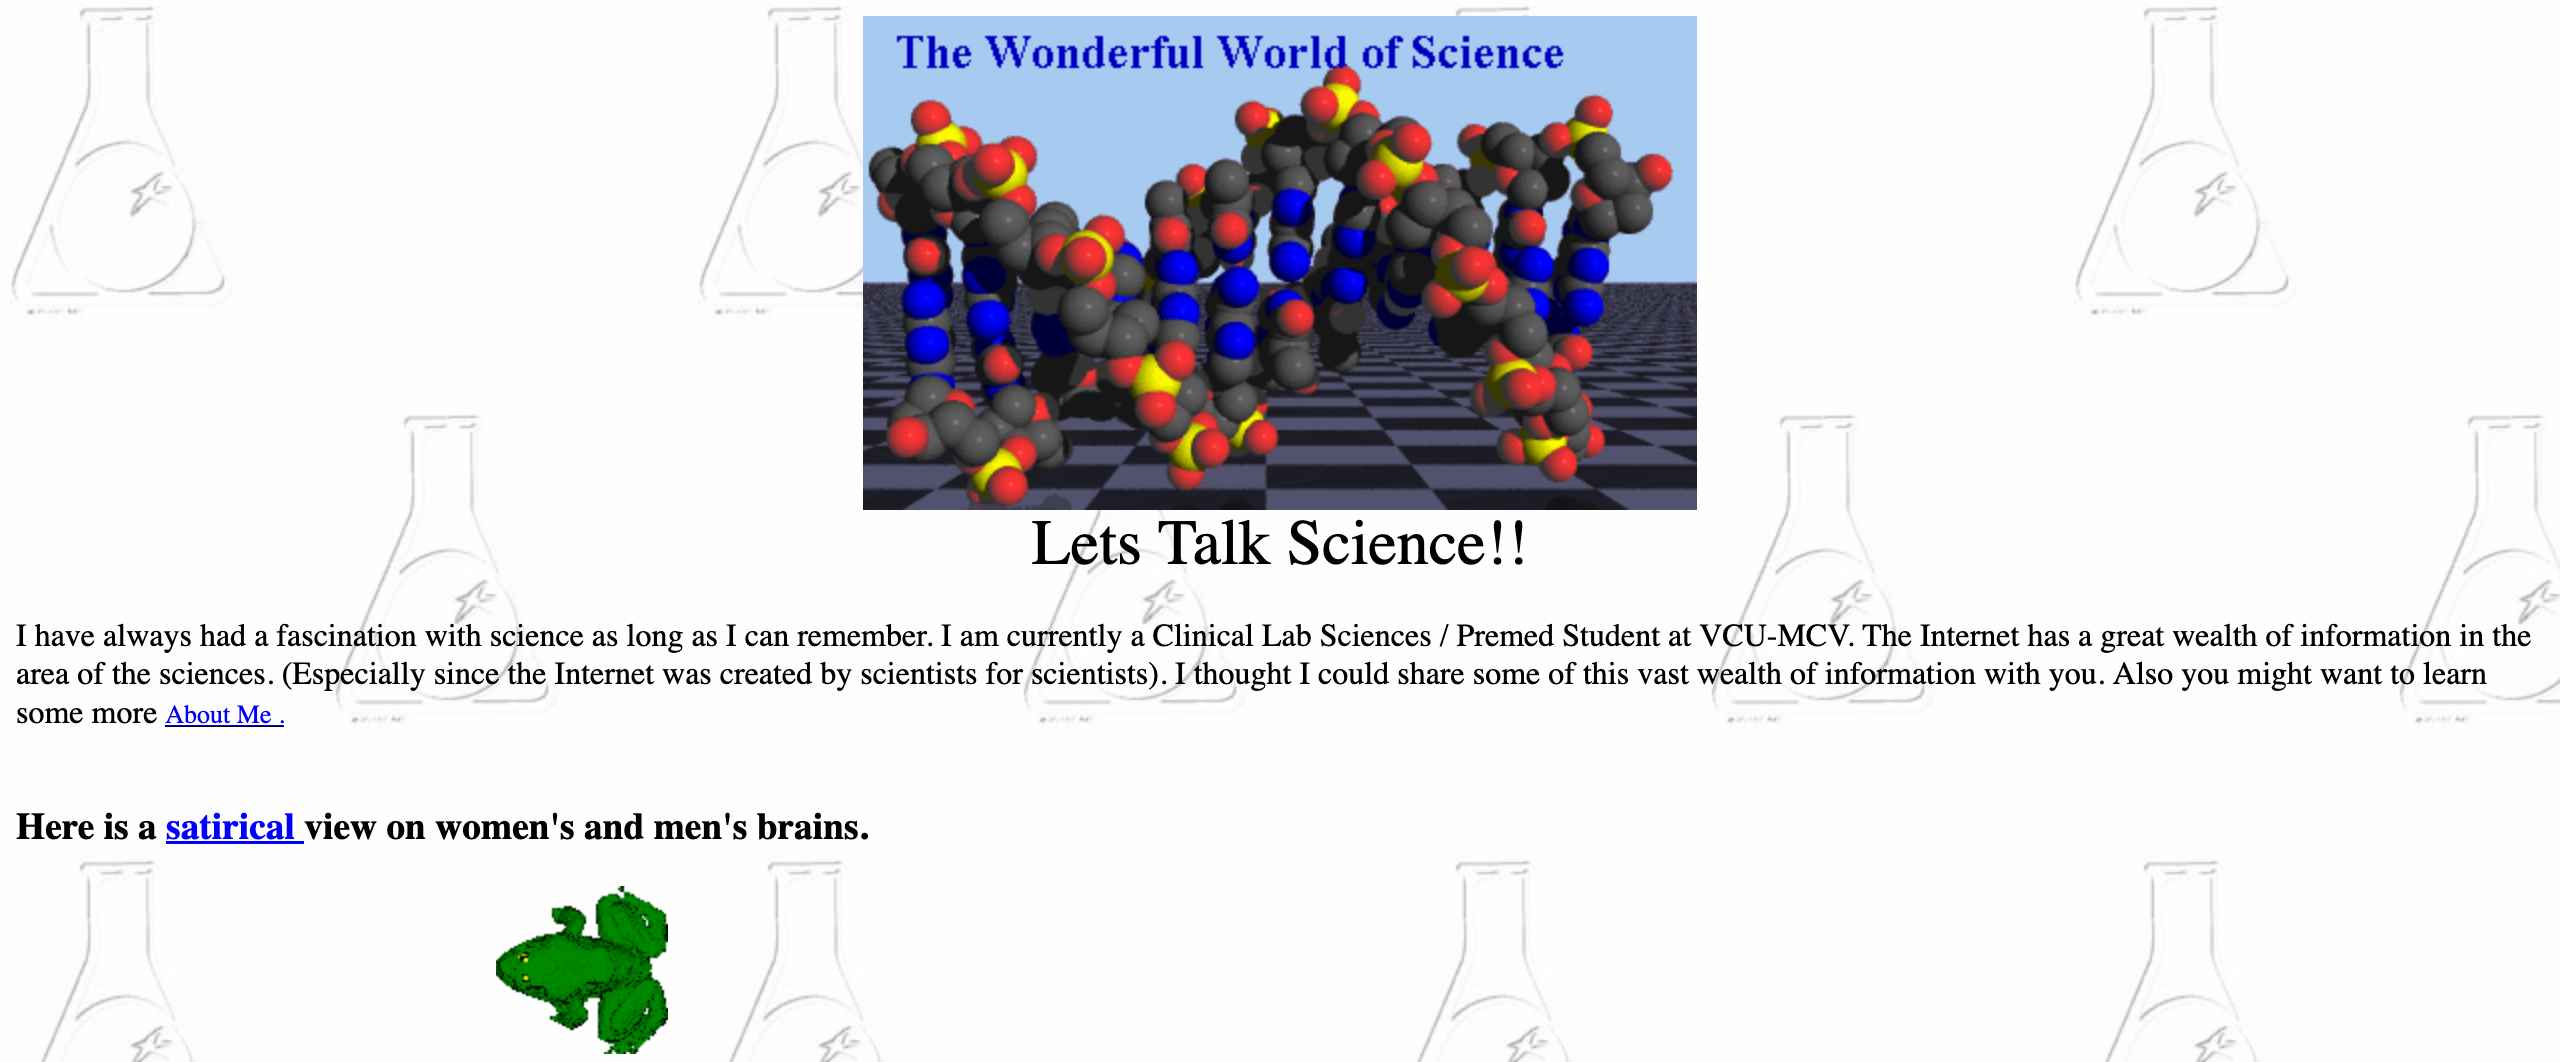 The Wonderful World of Science
Lets Talk Science!!
I have always had a fascination with science as long as I can remember. I am currently a Clinical Lab Sciences / Premed Student at VCU-MCV. The Internet has a great wealth of information in the
area of the sciences. (Especially since the Internet was created by scientists for scientists). I thought I could share some of this vast wealth of information with you. Also you might want to learn
some more About Me .
Here is a satirical view on women's and men's brains.